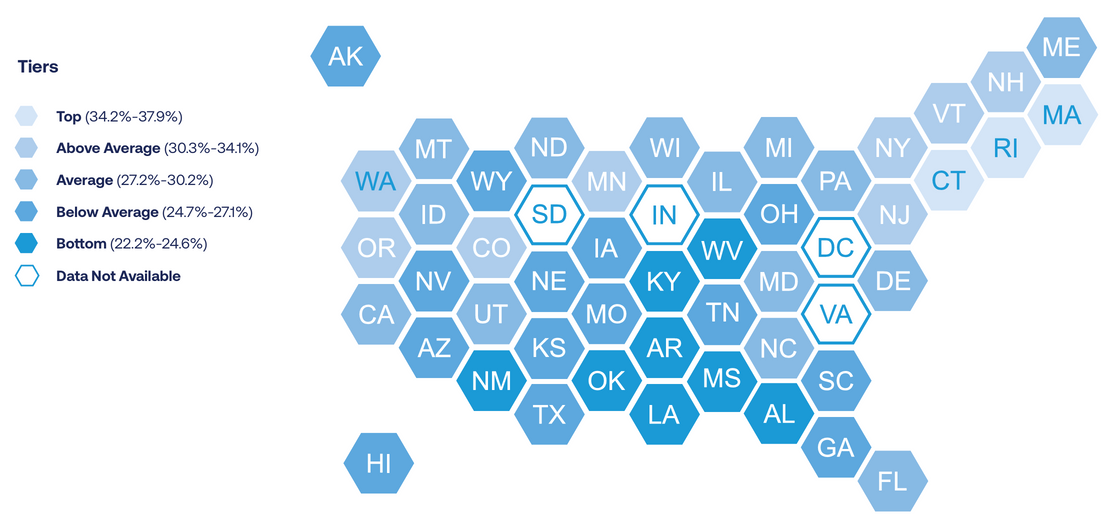 Tiers
Top (34.2%-37.9%)
Above Average (30.3%-34.1%)
Average (27.2%-30.2%)
Below Average (24.7%-27.1%)
Bottom (22.2%-24.6%)
Data Not Available
AK
ME
NH
VT
MA
MT
ND
WI
MI
NY
RI
WA
WY
MN
IL
PA
CT
ID
SD
IN
OH
NJ
OR
CO
IA
WV
DC
NV
NE
KY
MD
DE
CA
UT
MO
TN
VA
AZ
KS
AR
NC
NM
OK
MS
SC
TX
LA
AL
GA
HI
FL